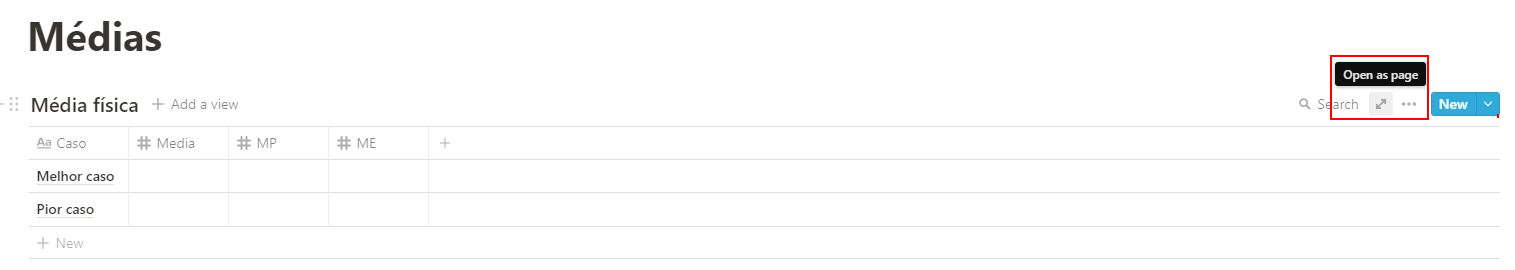 Médias
Open as page
Média física + Add a view Search ••• New
Aa Caso # Media # MP # ME +
Melhor caso
Pior caso
+ New